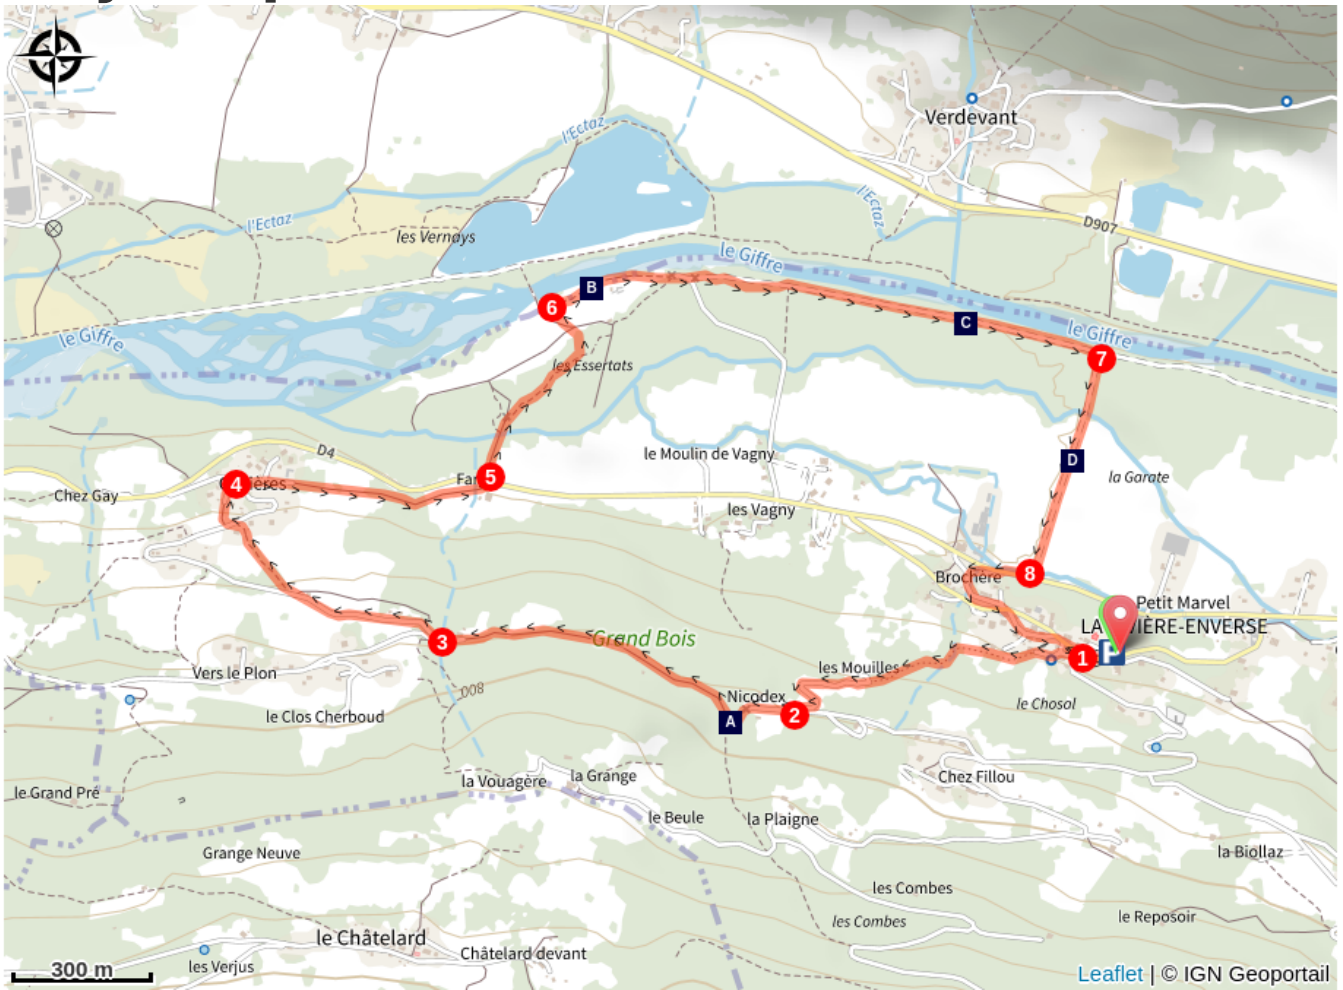 l'Ectaz
Verdevant
l'Ectaz
l'Ectaz
D907
les Vernays
le Giffre
B
6
C
le Giffre
le Giffre
7
les Essertats
D4
le Moulin de Vagny
D
4
5
la Garate
Chez Gay
les Vagny
Brochère
8
Petit Marvel
3
Grand Bois
1
P
les Mouilles
Vers le Plon
800
Nicodex
le Clos Cherboud
A
2
le Chosol
la Vouagère
la Grange
Chez Fillou
le Grand Pré
le Beule
la Plaigne
Grange Neuve
la Biollaz
les Combes
les Combes
le Reposoir
le Châtelard
Châtelard devant
les Verjus
300 m
Leaflet | © IGN Geoportail